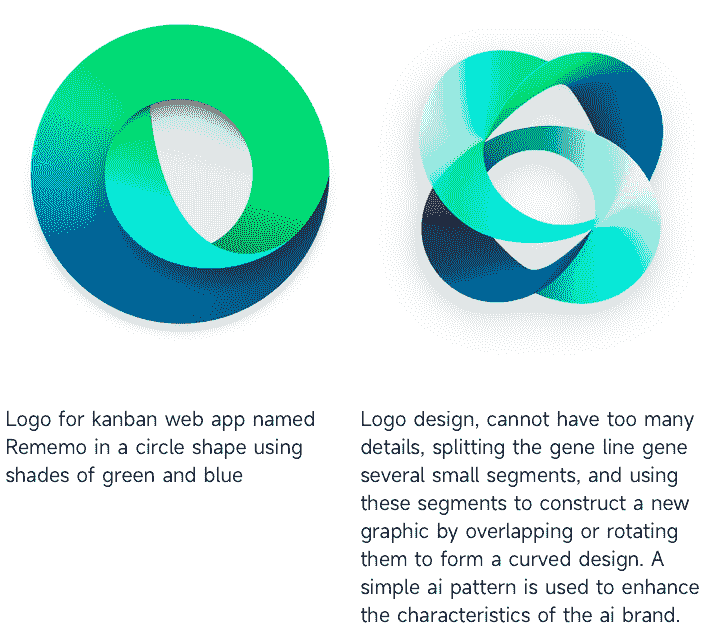 Logo for kanban web app named
Rememo in a circle shape using
shades of green and blue
Logo design, cannot have too many
details, splitting the gene line gene
several small segments, and using
these segments to construct a new
graphic by overlapping or rotating
them to form a curved design. A
simple ai pattern is used to enhance
the characteristics of the ai brand.